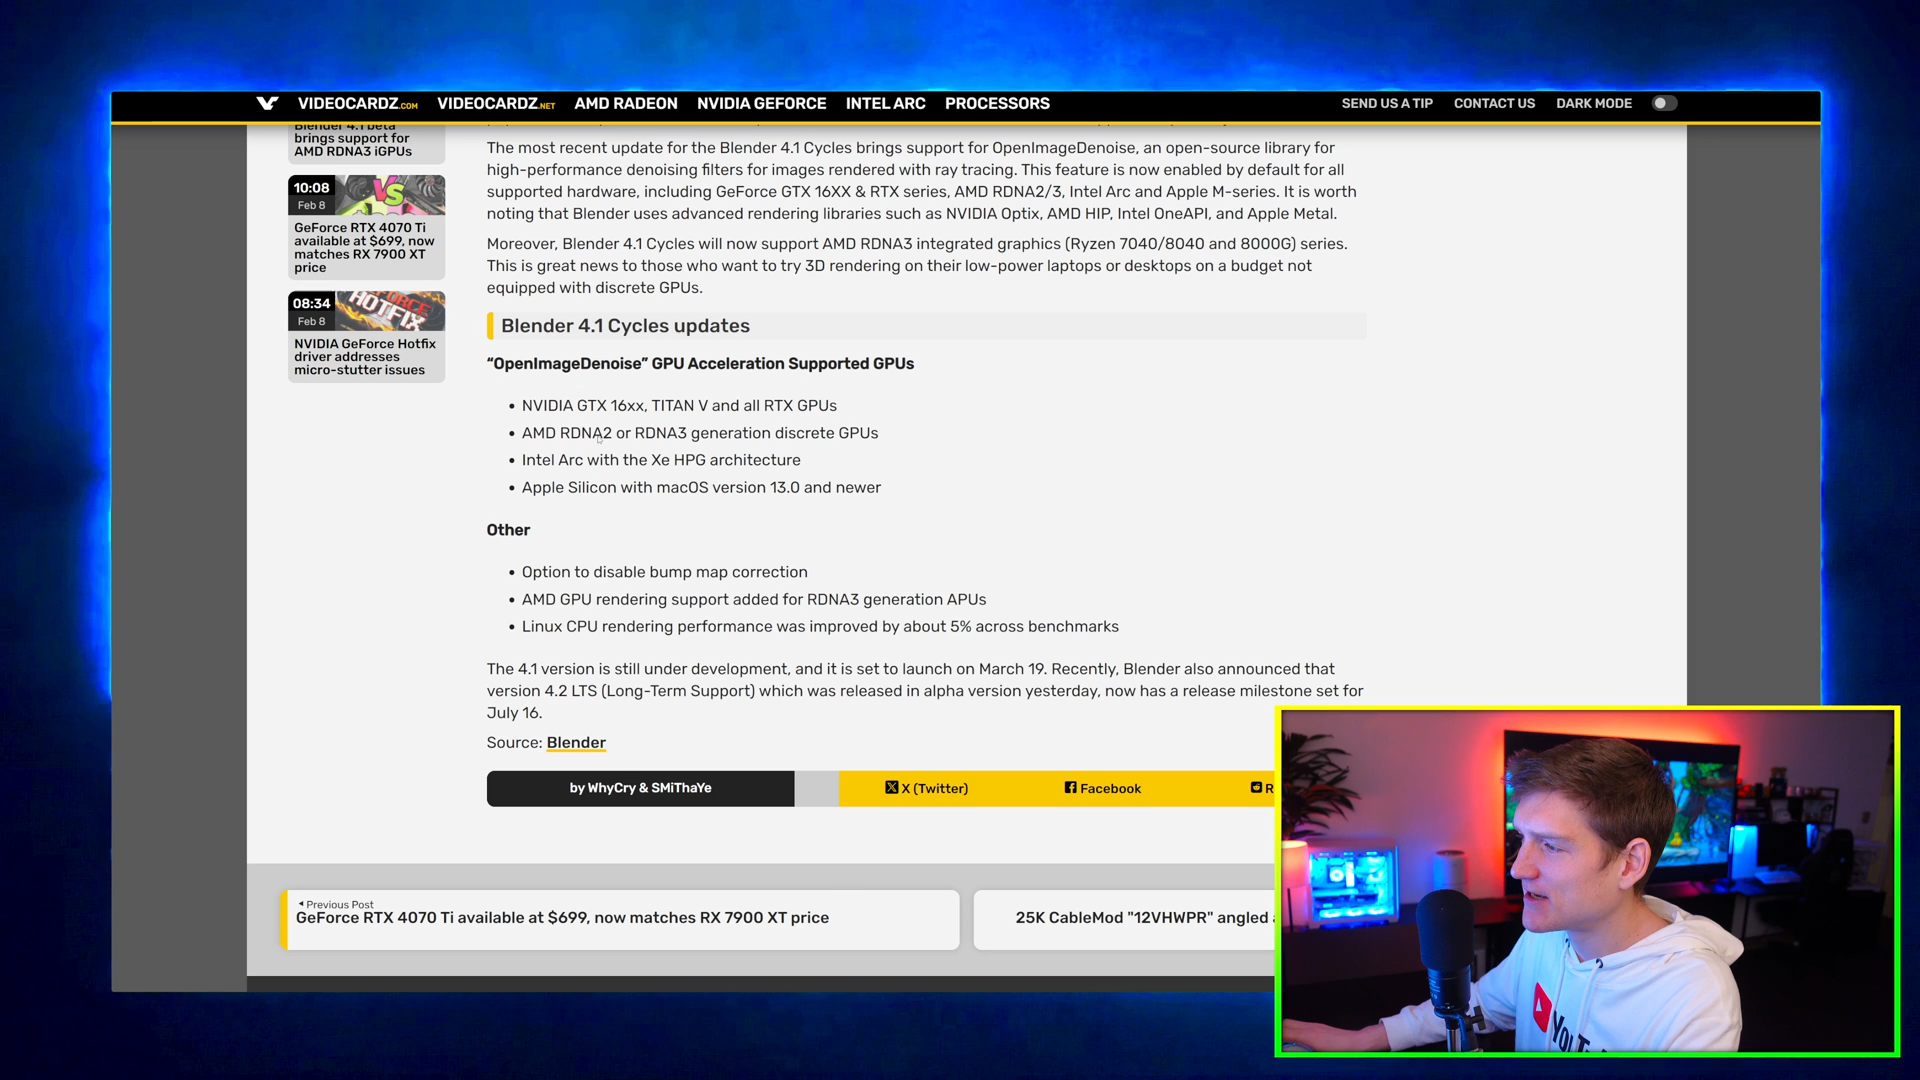 VIDEOCARDZ.COM VIDEOCARDZ.NET AMD RADEON NVIDIA GEFORCE INTEL ARC PROCESSORS SEND US A TIP CONTACT US DARK MODE
Blender 4.1 beta
brings support for
AMD RDNA3 iGPUs
10:08
Feb 8
VS
GeForce RTX 4070 Ti
available at $699, now
matches RX 7900 XT
price
08:34
Feb 8
HOTFIX
NVIDIA GeForce Hotfix
driver addresses
micro-stutter issues
The most recent update for the Blender 4.1 Cycles brings support for OpenImageDenoise, an open-source library for
high-performance denoising filters for images rendered with ray tracing. This feature is now enabled by default for all
supported hardware, including GeForce GTX 16XX & RTX series, AMD RDNA2/3, Intel Arc and Apple M-series. It is worth
noting that Blender uses advanced rendering libraries such as NVIDIA Optix, AMD HIP, Intel OneAPI, and Apple Metal.
Moreover, Blender 4.1 Cycles will now support AMD RDNA3 integrated graphics (Ryzen 7040/8040 and 8000G) series.
This is great news to those who want to try 3D rendering on their low-power laptops or desktops on a budget not
equipped with discrete GPUs.
Blender 4.1 Cycles updates
“OpenImageDenoise” GPU Acceleration Supported GPUs
• NVIDIA GTX 16xx, TITAN V and all RTX GPUs
• AMD RDNA2 or RDNA3 generation discrete GPUs
• Intel Arc with the Xe HPG architecture
• Apple Silicon with macOS version 13.0 and newer
Other
• Option to disable bump map correction
• AMD GPU rendering support added for RDNA3 generation APUs
• Linux CPU rendering performance was improved by about 5% across benchmarks
The 4.1 version is still under development, and it is set to launch on March 19. Recently, Blender also announced that
version 4.2 LTS (Long-Term Support) which was released in alpha version yesterday, now has a release milestone set for
July 16.
Source: Blender
by WhyCry & SMiThaYe X (Twitter) Facebook R
Previous Post
GeForce RTX 4070 Ti available at $699, now matches RX 7900 XT price
25K CableMod "12VHWPR" angled